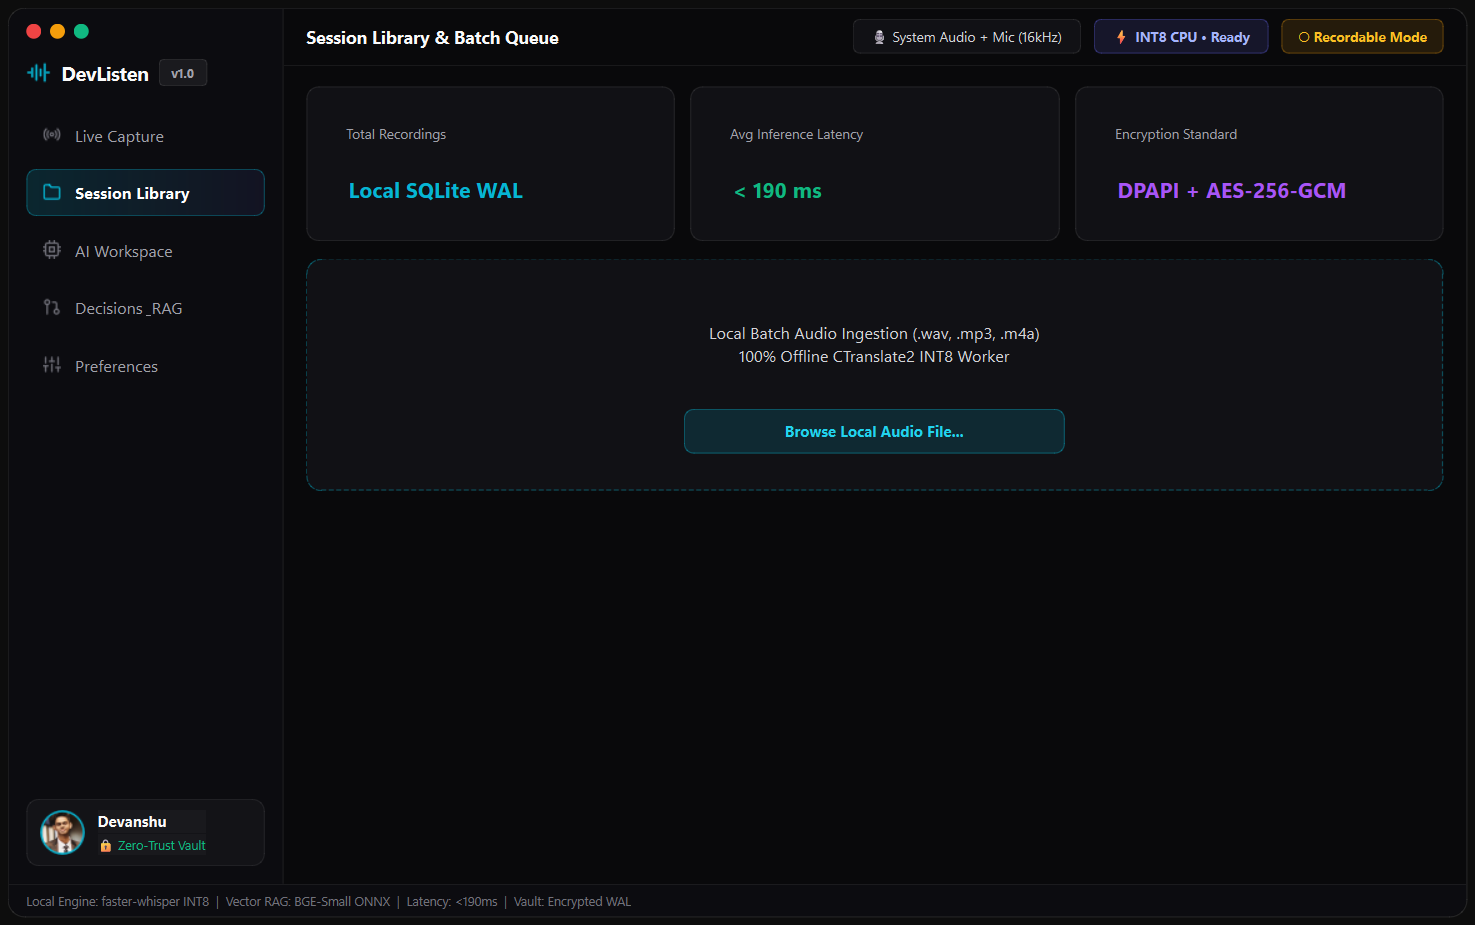 DevListen v1.0
Live Capture
Session Library
AI Workspace
Decisions _RAG
Preferences
Devanshu
Zero-Trust Vault
Session Library & Batch Queue
System Audio + Mic (16kHz)
INT8 CPU • Ready
Recordable Mode
Total Recordings
Local SQLite WAL
Avg Inference Latency
< 190 ms
Encryption Standard
DPAPI + AES-256-GCM
Local Batch Audio Ingestion (.wav, .mp3, .m4a)
100% Offline CTranslate2 INT8 Worker
Browse Local Audio File...
Local Engine: faster-whisper INT8 | Vector RAG: BGE-Small ONNX | Latency: <190ms | Vault: Encrypted WAL